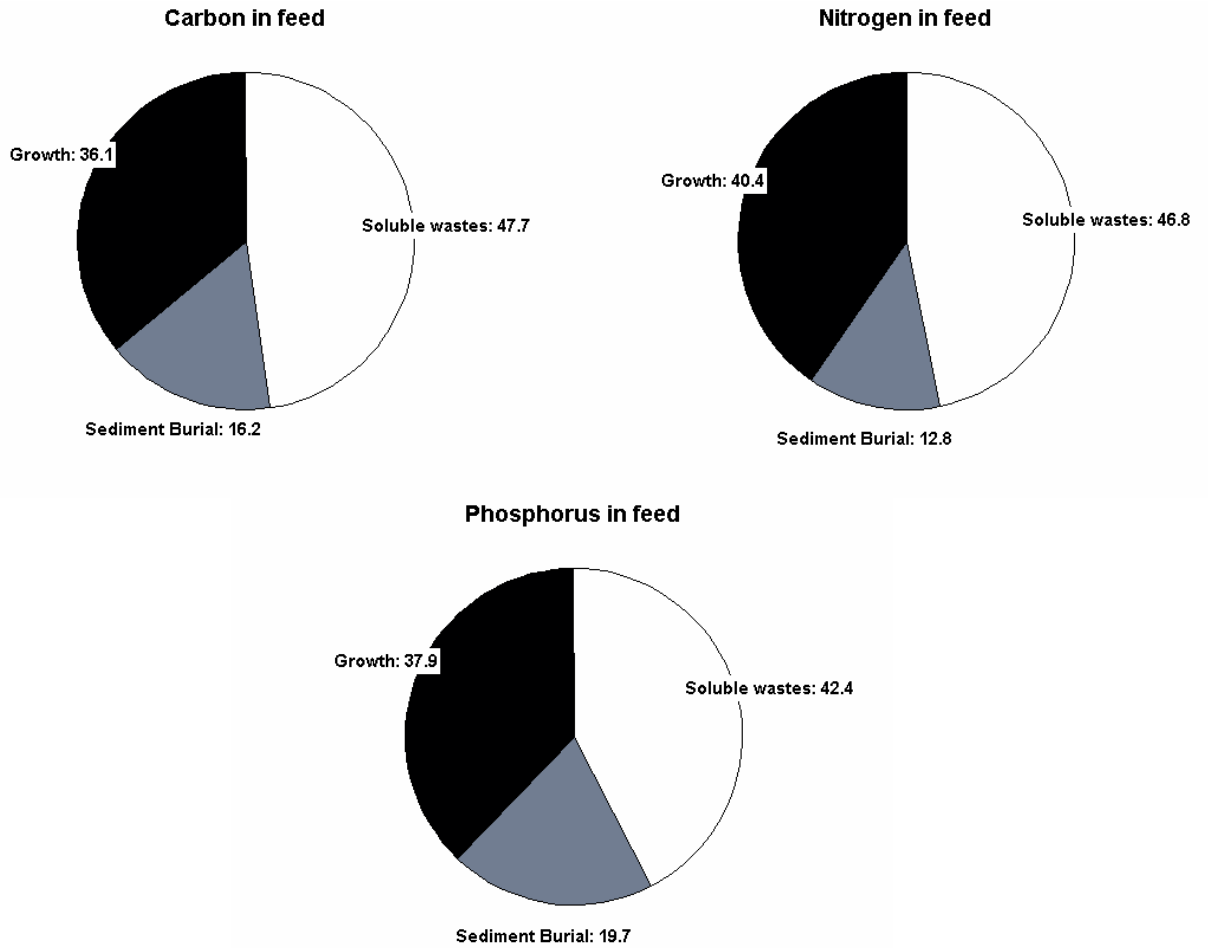 Carbon in feed
Nitrogen in feed
Growth: 36.1
Soluble wastes: 47.7
Sediment Burial: 16.2
Growth: 40.4
Soluble wastes: 46.8
Sediment Burial: 12.8
Phosphorus in feed
Growth: 37.9
Soluble wastes: 42.4
Sediment Burial: 19.7